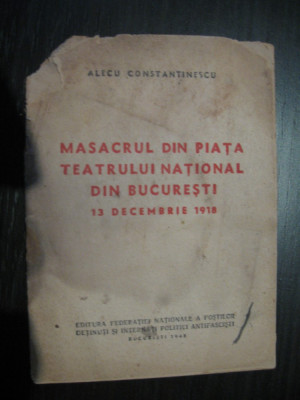 ALECU CONSTANTINESCU
MASACRUL DIN PIAȚA
TEATRULUI NAȚIONAL
DIN BUCUREȘTI
13 DECEMBRIE 1918
EDITURA FEDERAȚIEI NAȚIONALE A FOȘTILOR
DEȚINUȚI ȘI INTERNAȚI POLITICI ANTIFASCIȘTI
BUCUREȘTI